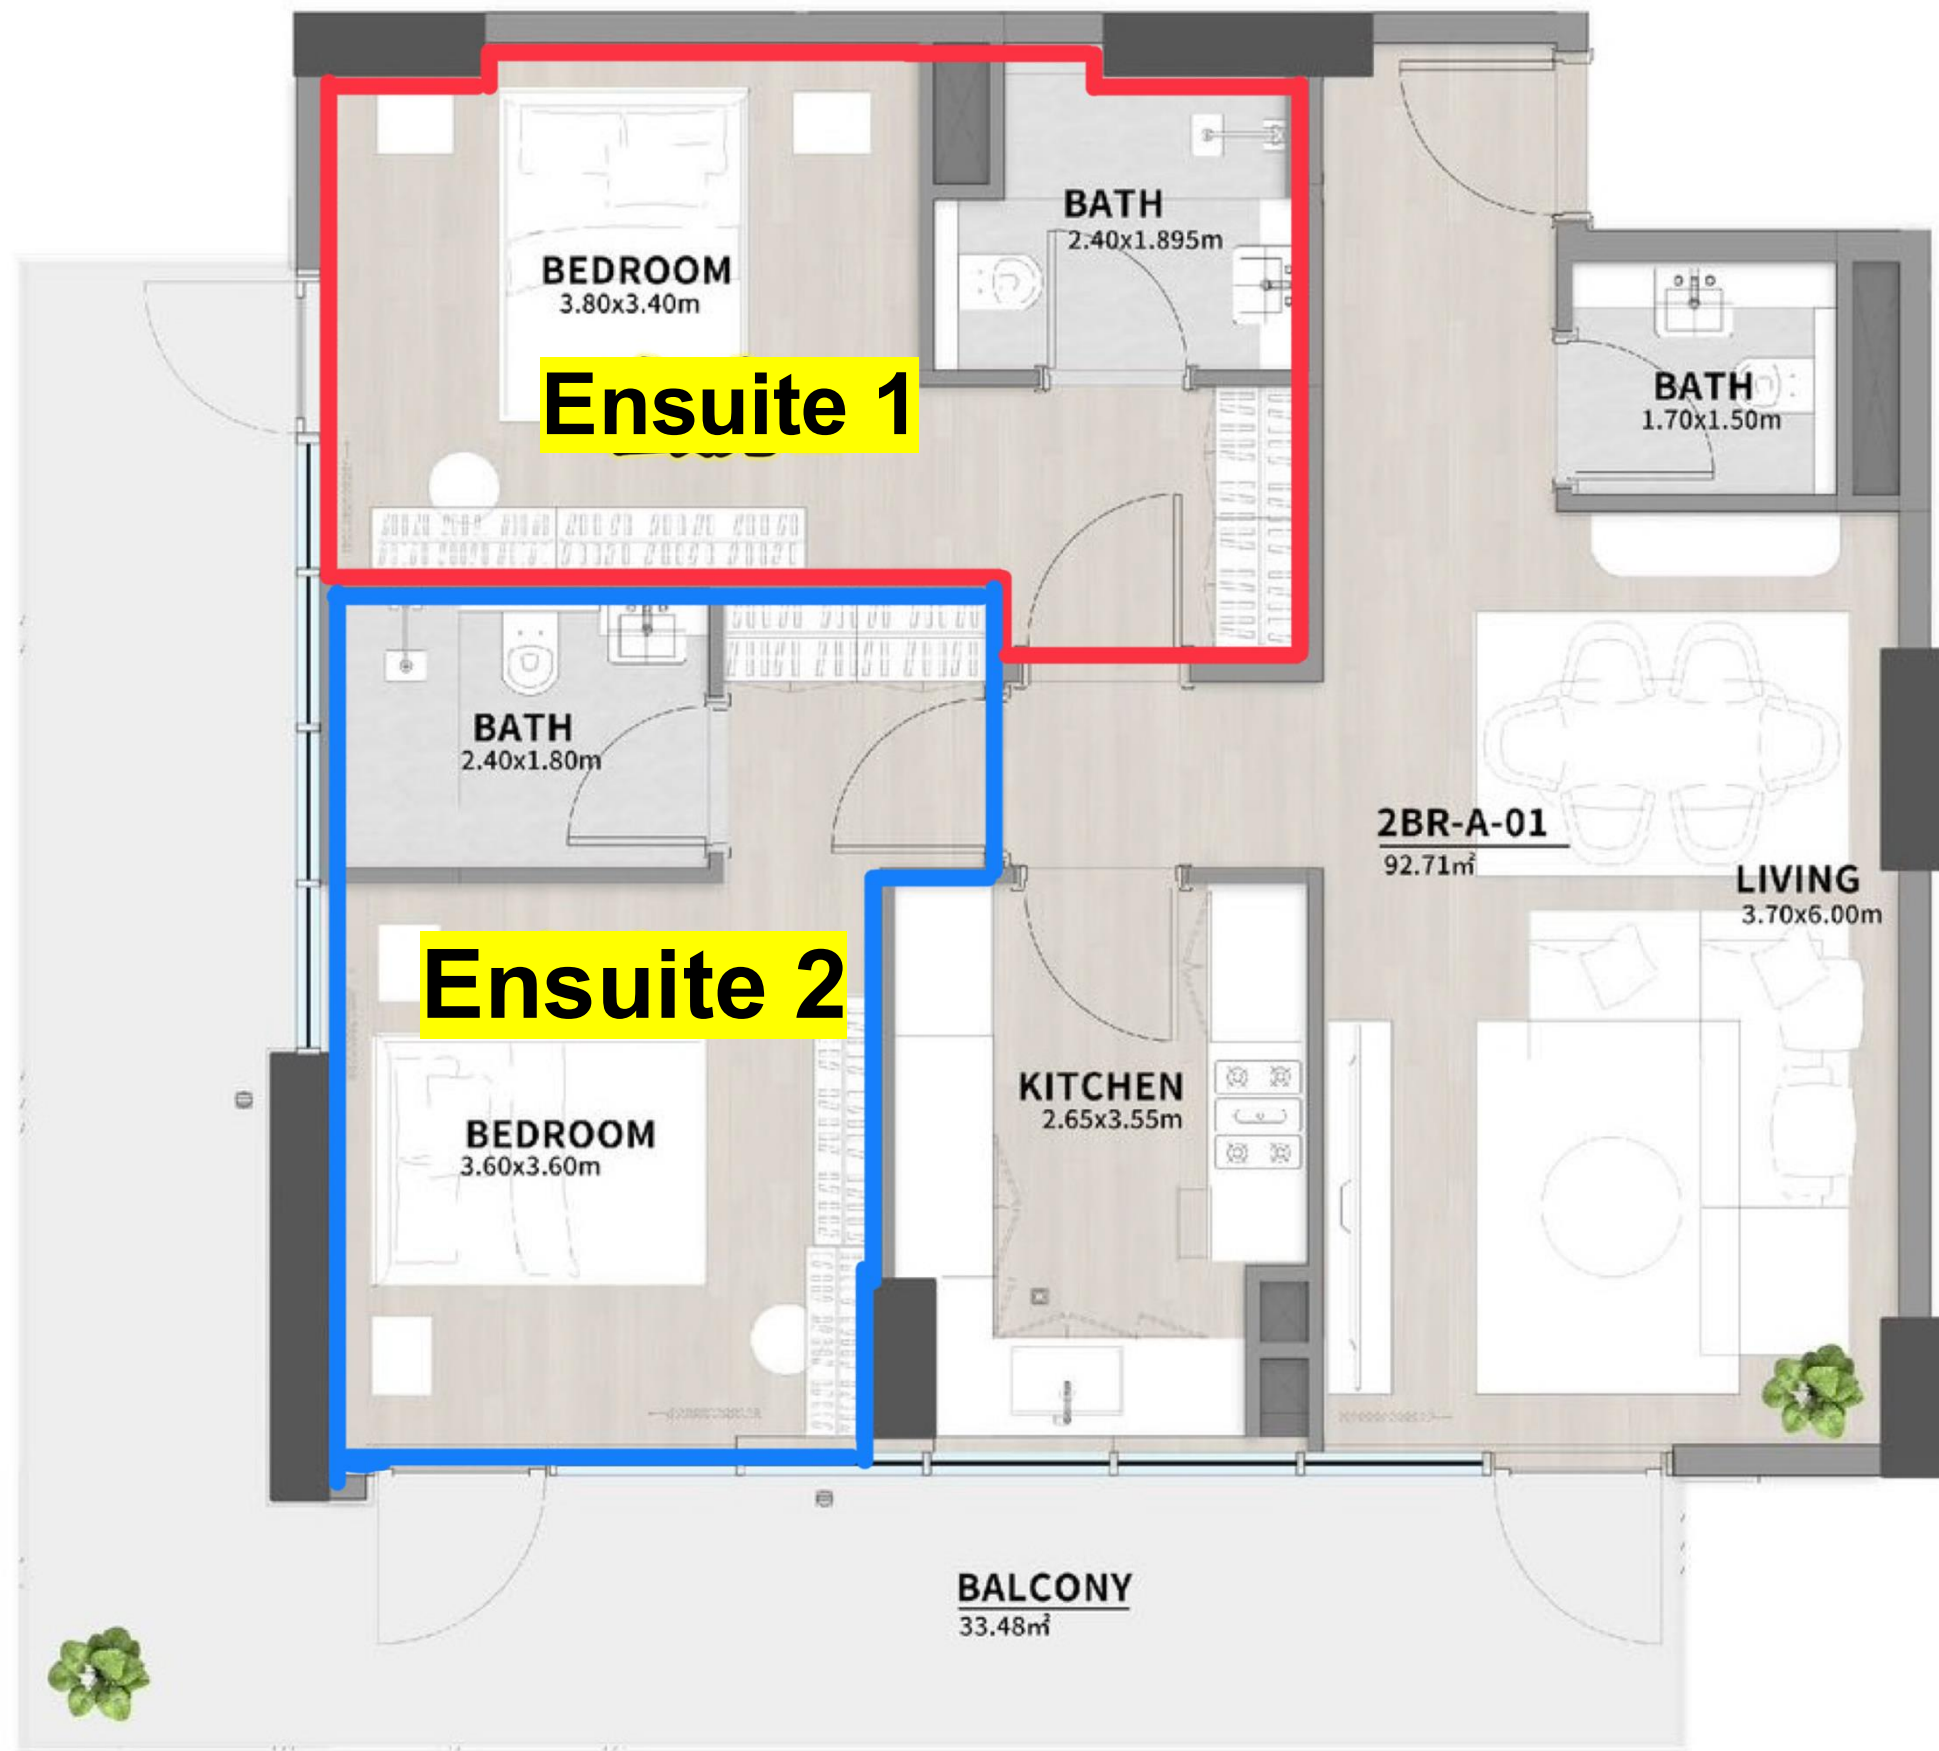 BATH
2.40x1.895m
BEDROOM
3.80x3.40m
Ensuite 1
BATH
1.70x1.50m
BATH
2.40x1.80m
2BR-A-01
92.71㎡
LIVING
3.70x6.00m
Ensuite 2
KITCHEN
2.65x3.55m
BEDROOM
3.60x3.60m
BALCONY
33.48㎡